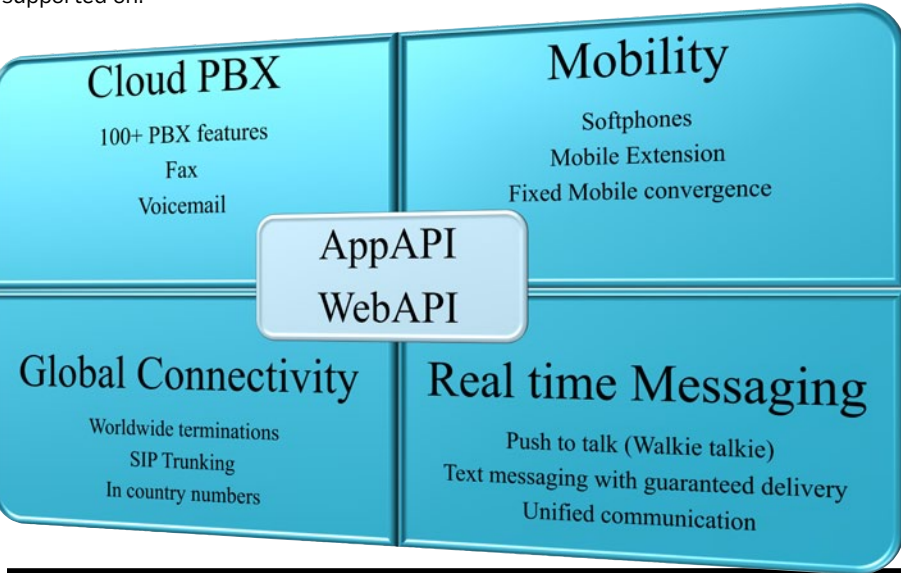 supported on.
Cloud PBX
100+ PBX features
Fax
Voicemail
Mobility
Softphones
Mobile Extension
Fixed Mobile convergence
AppAPI
WebAPI
Global Connectivity
Worldwide terminations
SIP Trunking
In country numbers
Real time Messaging
Push to talk (Walkie talkie)
Text messaging with guaranteed delivery
Unified communication